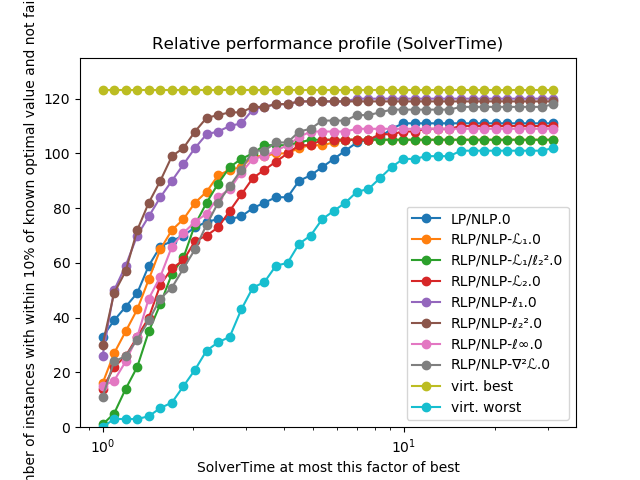 Relative performance profile (SolverTime)
of instances with within 10% of known optimal value and not
120
100
80
60
40
20
0
10⁰
10¹
SolverTime at most this factor of best
LP/NLP.0
RLP/NLP-ℒ₁.0
RLP/NLP-ℒ₁/ℓ₂².0
RLP/NLP-ℒ₂.0
RLP/NLP-ℓ₁.0
RLP/NLP-ℓ₂².0
RLP/NLP-ℓ∞.0
RLP/NLP-∇²ℒ.0
virt. best
virt. worst